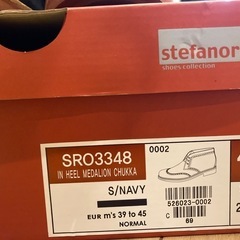 stefanor
shoes collection
SRO3348
0002
IN HEEL MEDALION CHUKKA
S/NAVY
526023-0002
EUR m's 39 to 45
C
69
NORMAL